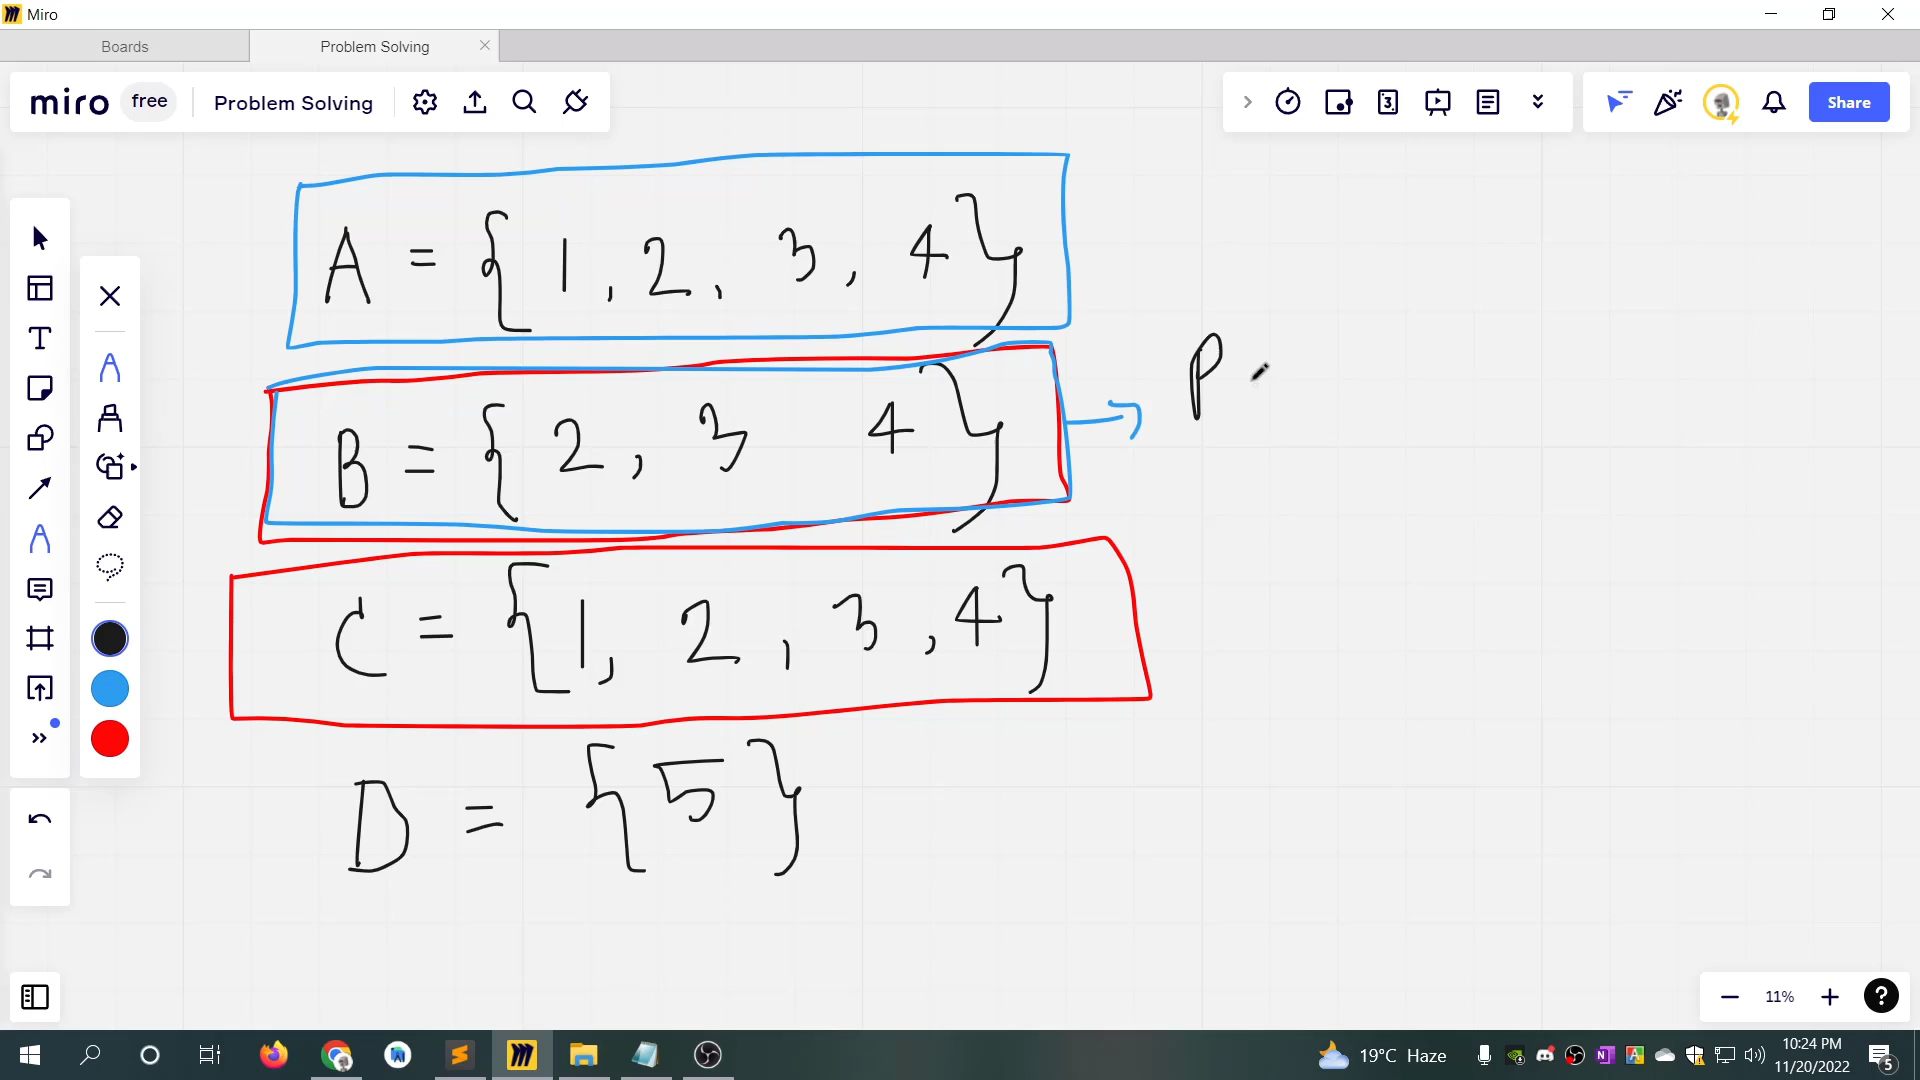 Miro
Boards
Problem Solving
miro free Problem Solving
Share
A = { 1 , 2 , 3 , 4 }
B = { 2 , 3 4 }
P
C = { 1 , 2 , 3 , 4 }
D = { 5 }
11%
19°C Haze
10:24 PM
11/20/2022
5